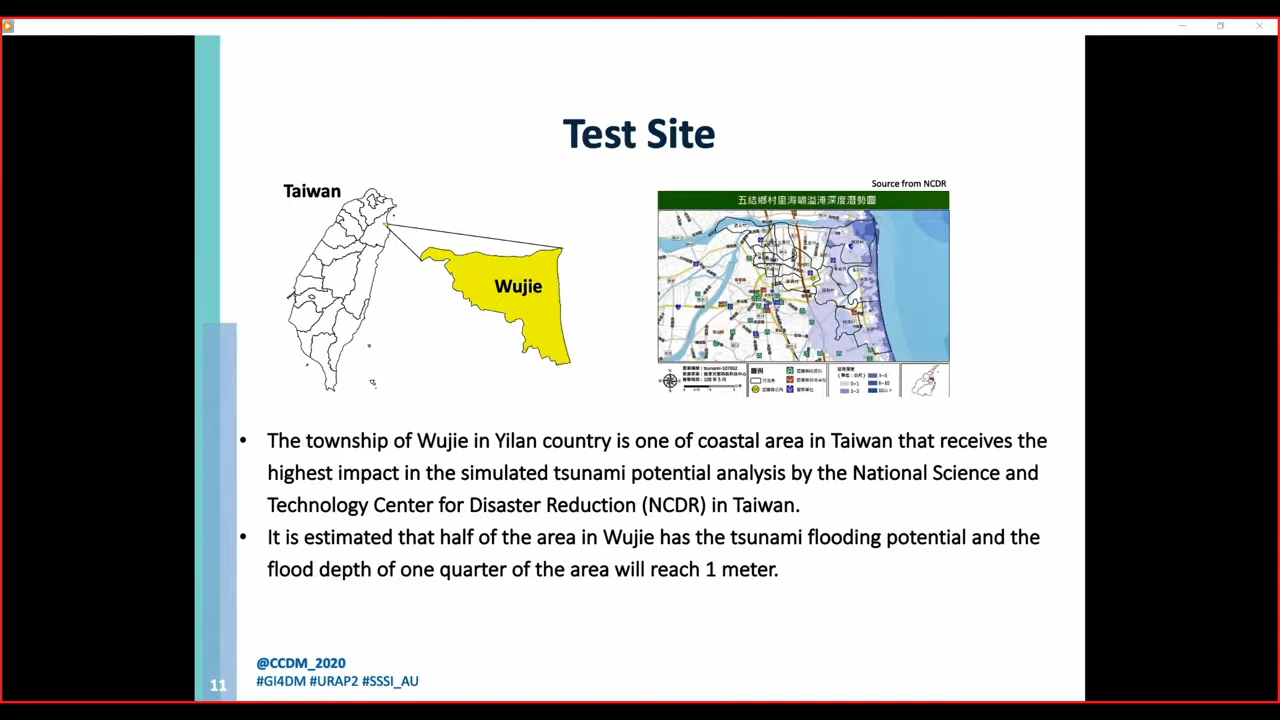 Test Site
Taiwan
Wujie
Source from NCDR
五結鄉村里海嘯溢淹深度潛勢圖
圖例
• The township of Wujie in Yilan country is one of coastal area in Taiwan that receives the
highest impact in the simulated tsunami potential analysis by the National Science and
Technology Center for Disaster Reduction (NCDR) in Taiwan.
• It is estimated that half of the area in Wujie has the tsunami flooding potential and the
flood depth of one quarter of the area will reach 1 meter.
@CCDM_2020
#GI4DM #URAP2 #SSSI_AU
11